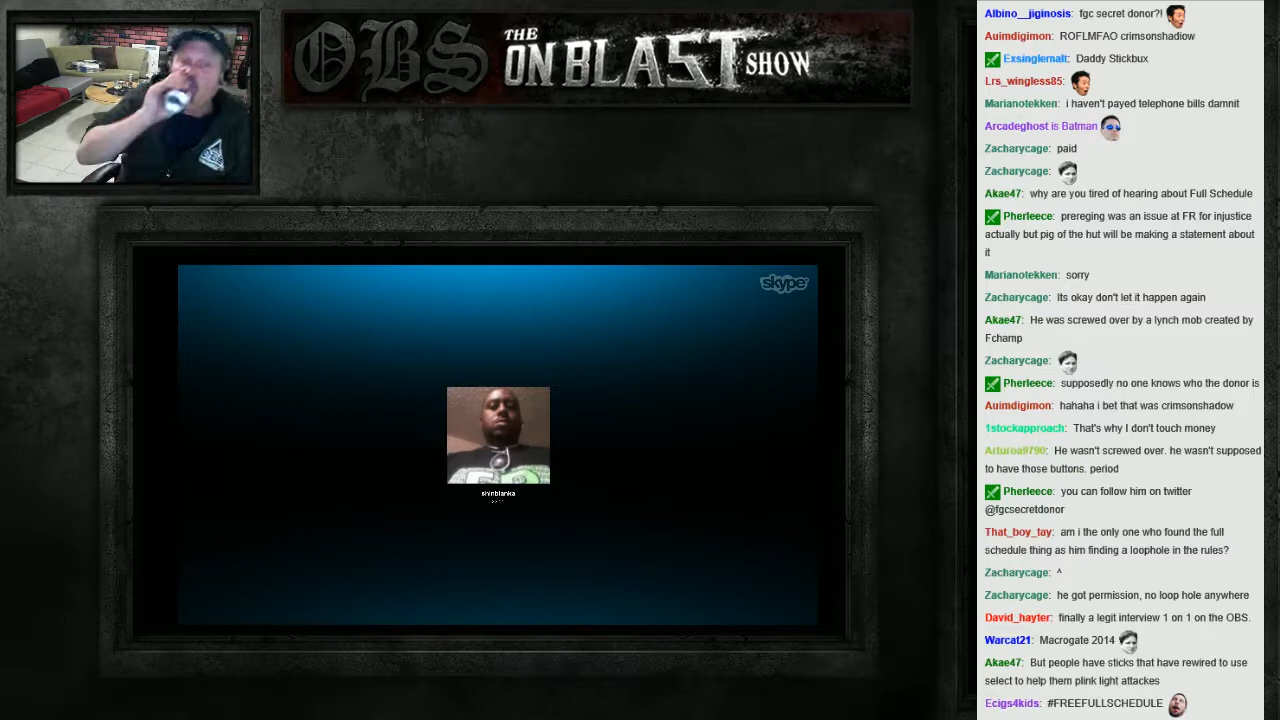 OBS THE
ON BLAST SHOW
skype
shinblanka
Albino__jiginosis: fgc secret donor?!
Auimdigimon: ROFLMFAO crimsonshadiow
Exsinglemalt: Daddy Stickbux
Lrs_wingless85:
Marianotekken: i haven't payed telephone bills damnit
Arcadeghost is Batman
Zacharycage: paid
Zacharycage:
Akae47: why are you tired of hearing about Full Schedule
Pherleece: prereging was an issue at FR for injustice
actually but pig of the hut will be making a statement about
it
Marianotekken: sorry
Zacharycage: Its okay don't let it happen again
Akae47: He was screwed over by a lynch mob created by
Fchamp
Zacharycage:
Pherleece: supposedly no one knows who the donor is
Auimdigimon: hahaha i bet that was crimsonshadow
1stockapproach: That's why I don't touch money
Arturoa9790: He wasn't screwed over. he wasn't supposed
to have those buttons. period
Pherleece: you can follow him on twitter
@fgcsecretdonor
That_boy_tay: am i the only one who found the full
schedule thing as him finding a loophole in the rules?
Zacharycage: ^
Zacharycage: he got permission, no loop hole anywhere
David_hayter: finally a legit interview 1 on 1 on the OBS.
Warcat21: Macrogate 2014
Akae47: But people have sticks that have rewired to use
select to help them plink light attackes
Ecigs4kids: #FREEFULLSCHEDULE